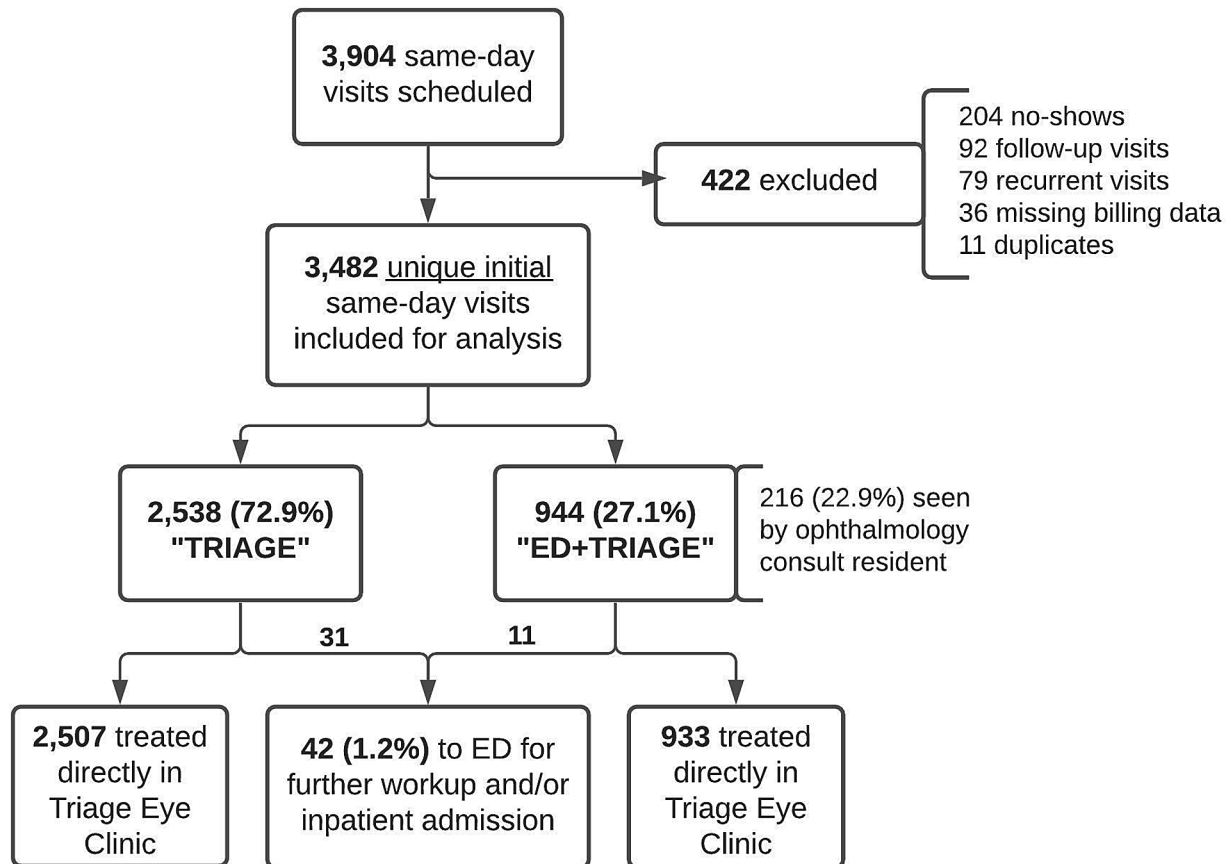 3,904 same-day
visits scheduled
422 excluded
204 no-shows
92 follow-up visits
79 recurrent visits
36 missing billing data
11 duplicates
3,482 unique initial
same-day visits
included for analysis
2,538 (72.9%)
"TRIAGE"
944 (27.1%)
"ED+TRIAGE"
216 (22.9%) seen
by ophthalmology
consult resident
31
11
2,507 treated
directly in
Triage Eye
Clinic
42 (1.2%) to ED for
further workup and/or
inpatient admission
933 treated
directly in
Triage Eye
Clinic